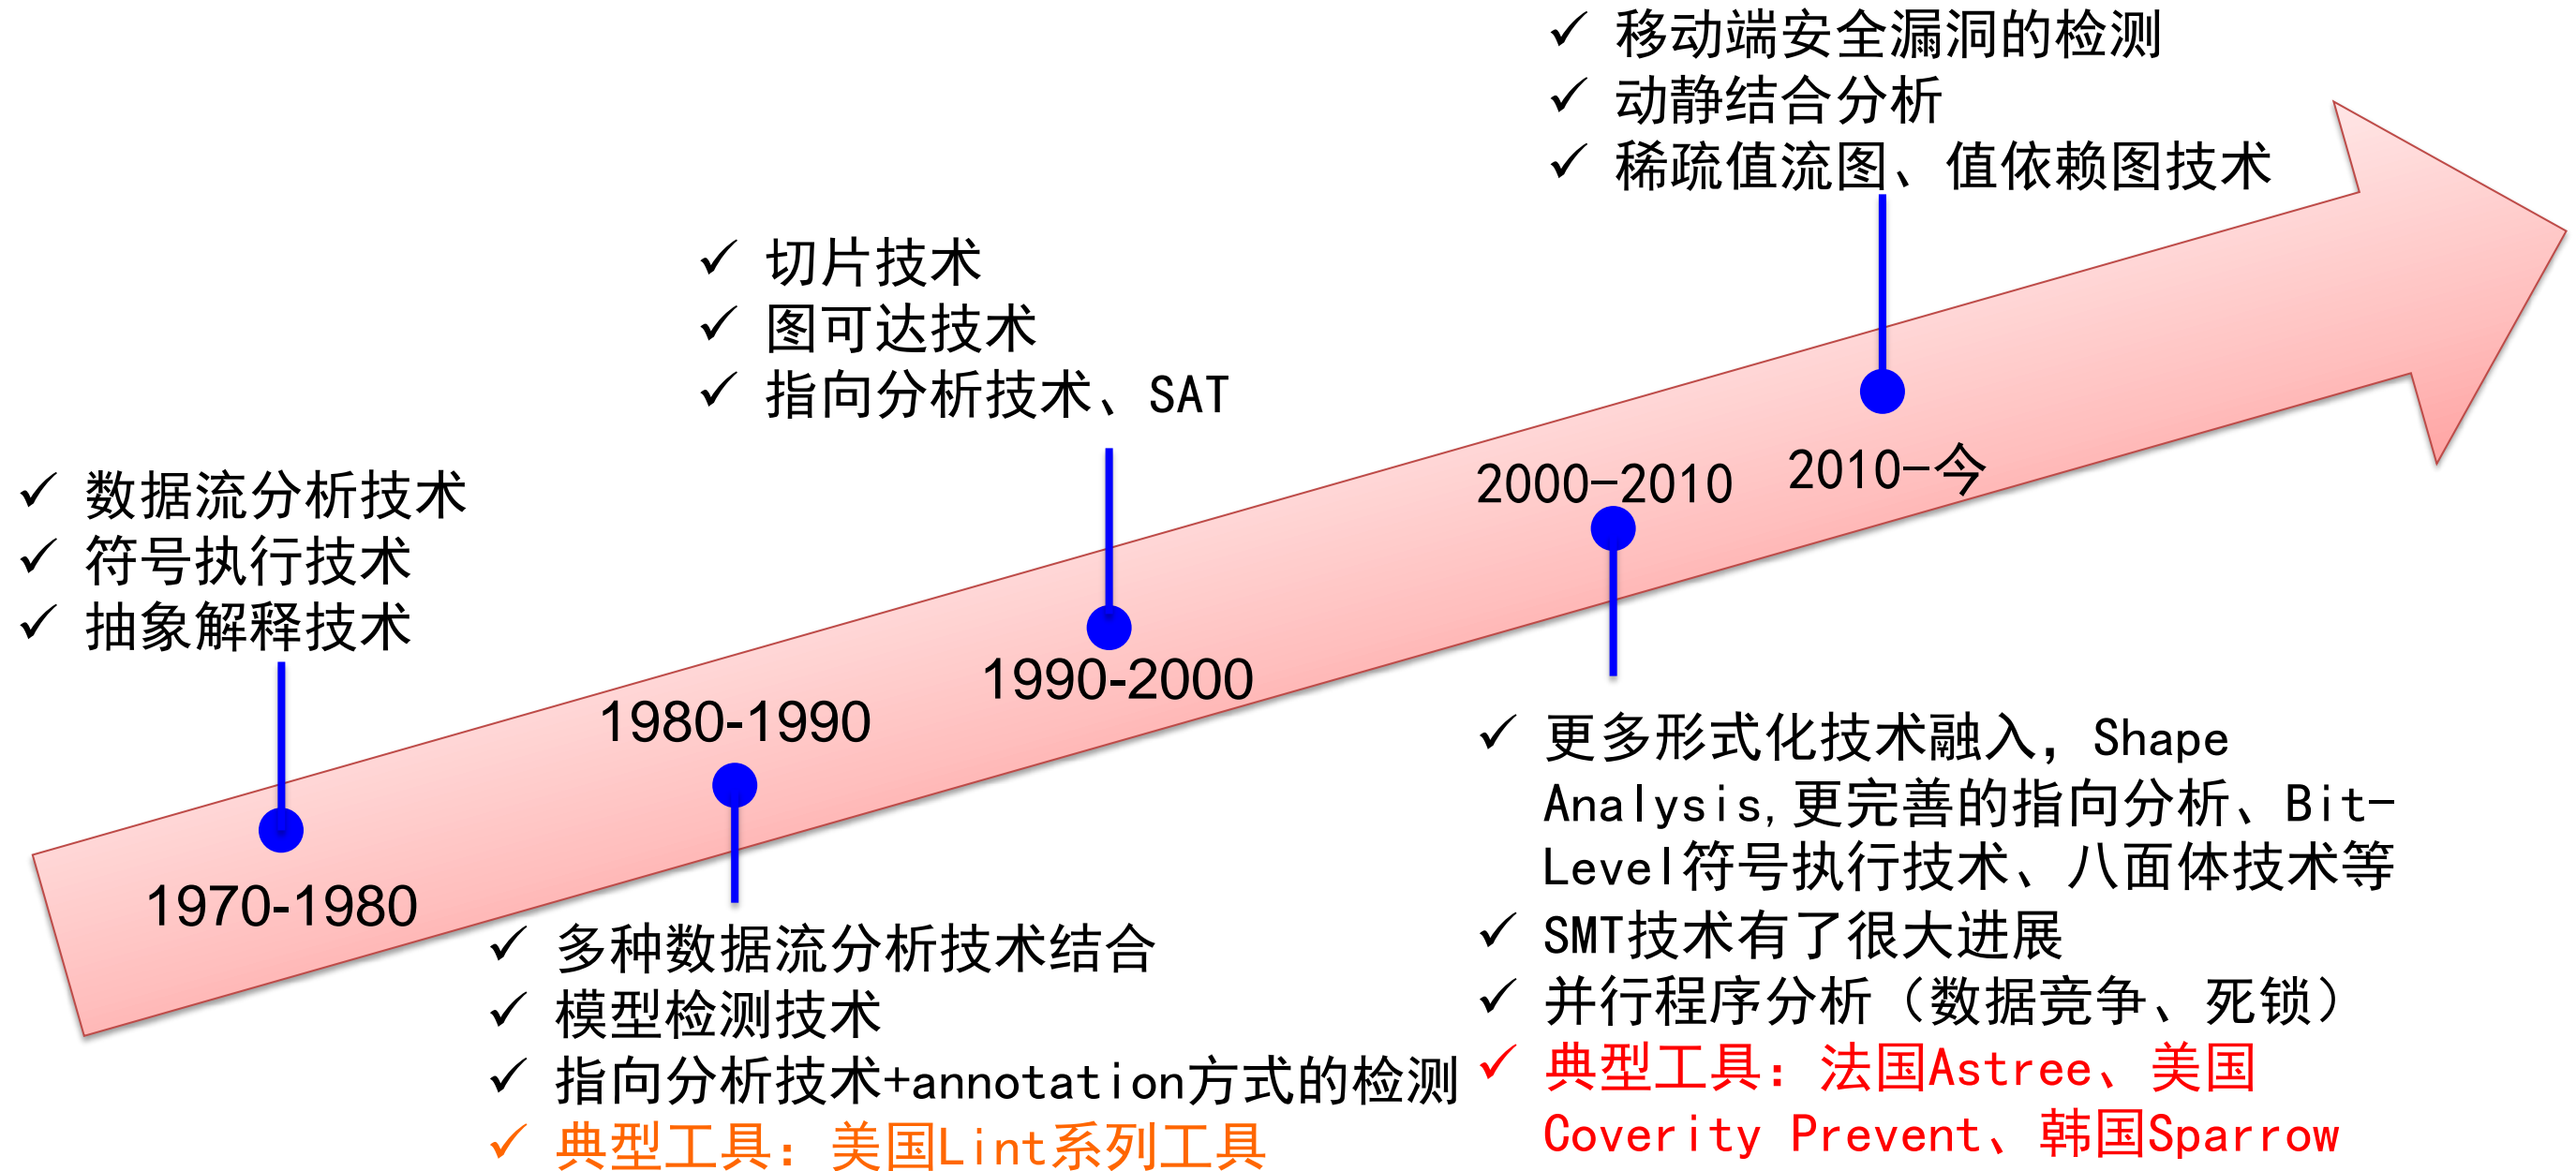 ✓ 移动端安全漏洞的检测
✓ 动静结合分析
✓ 稀疏值流图、值依赖图技术
✓ 切片技术
✓ 图可达技术
✓ 指向分析技术、SAT
✓ 数据流分析技术
✓ 符号执行技术
✓ 抽象解释技术
2010-今
2000-2010
1990-2000
1980-1990
1970-1980
✓ 多种数据流分析技术结合
✓ 模型检测技术
✓ 指向分析技术+annotation方式的检测
✓ 典型工具：美国Lint系列工具
✓ 更多形式化技术融入，Shape
Analysis,更完善的指向分析、Bit-
Level符号执行技术、八面体技术等
✓ SMT技术有了很大进展
✓ 并行程序分析（数据竞争、死锁）
✓ 典型工具：法国Astree、美国
Coverity Prevent、韩国Sparrow